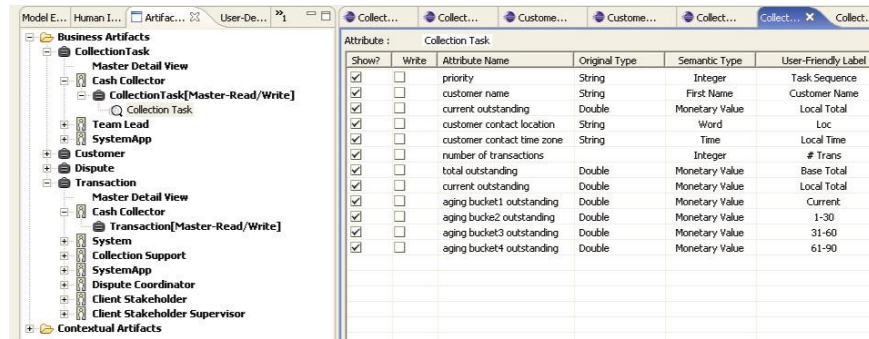 Model E... Human I... Artifac... User-De... »1
Business Artifacts
CollectionTask
Master Detail View
Cash Collector
CollectionTask[Master-Read/Write]
Collection Task
Team Lead
SystemApp
Customer
Dispute
Transaction
Master Detail View
Cash Collector
Transaction[Master-Read/Write]
System
Collection Support
SystemApp
Dispute Coordinator
Client Stakeholder
Client Stakeholder Supervisor
Contextual Artifacts
Collect... Collect... Custome... Custome... Collect... Collect... Collect.
Attribute : Collection Task
Show? Write Attribute Name Original Type Semantic Type User-Friendly Label
priority String Integer Task Sequence
customer name String First Name Customer Name
current outstanding Double Monetary Value Local Total
customer contact location String Word Loc
customer contact time zone String Time Local Time
number of transactions Integer # Trans
total outstanding Double Monetary Value Base Total
current outstanding Double Monetary Value Local Total
aging bucket1 outstanding Double Monetary Value Current
aging bucke2 outstanding Double Monetary Value 1-30
aging bucket3 outstanding Double Monetary Value 31-60
aging bucket4 outstanding Double Monetary Value 61-90